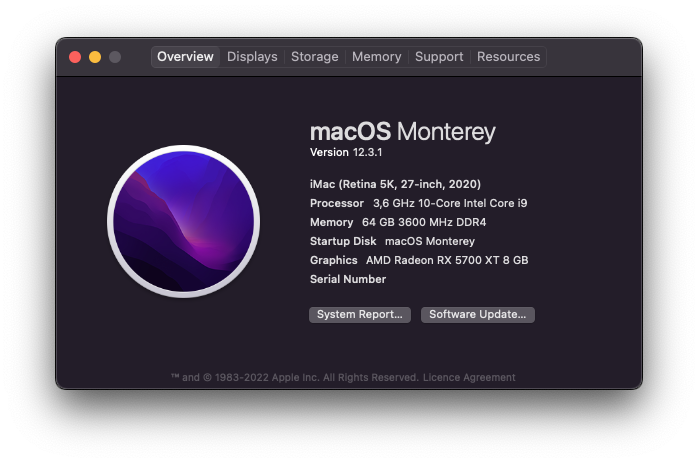 Overview Displays Storage Memory Support Resources
macOS Monterey
Version 12.3.1
iMac (Retina 5K, 27-inch, 2020)
Processor 3,6 GHz 10-Core Intel Core i9
Memory 64 GB 3600 MHz DDR4
Startup Disk macOS Monterey
Graphics AMD Radeon RX 5700 XT 8 GB
Serial Number
System Report... Software Update...
™ and © 1983-2022 Apple Inc. All Rights Reserved. Licence Agreement